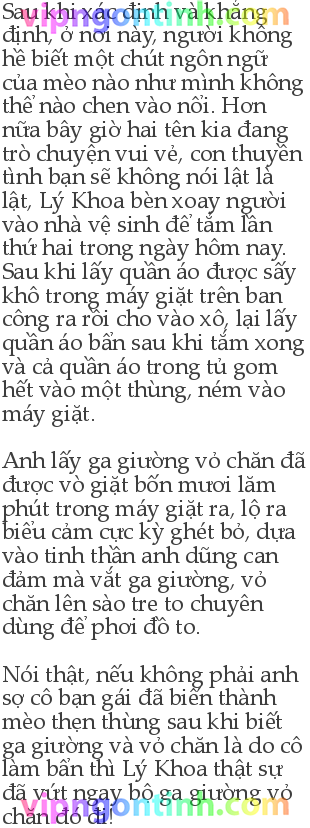 Sau khi xác định và khẳng
định, ở nơi này, người không
hề biết một chút ngôn ngữ
của mèo nào như mình không
thể nào chen vào nổi. Hơn
nữa bây giờ hai tên kia đang
trò chuyện vui vẻ, con thuyền
tình bạn sẽ không nói lật là
lật, Lý Khoa bèn xoay người
vào nhà vệ sinh để tắm lần
thứ hai trong ngày hôm nay.
Sau khi lấy quần áo được sấy
khô trong máy giặt trên ban
công ra rồi cho vào xô, lại lấy
quần áo bẩn sau khi tắm xong
và cả quần áo trong tủ gom
hết vào một thùng, ném vào
máy giặt.
Anh lấy ga giường vỏ chăn đã
được vò giặt bốn mươi lăm
phút trong máy giặt ra, lộ ra
biểu cảm cực kỳ ghét bỏ, dựa
vào tinh thần anh dũng can
đảm mà vắt ga giường, vỏ
chăn lên sào tre to chuyên
dùng để phơi đồ to.
Nói thật, nếu không phải anh
sợ cô bạn gái đã biến thành
mèo thẹn thùng sau khi biết
ga giường và vỏ chăn là do cô
làm bẩn thì Lý Khoa thật sự
đã vứt ngay bộ ga giường vỏ
chăn đó đi!
vipngontinh.com
vipngontinh.com